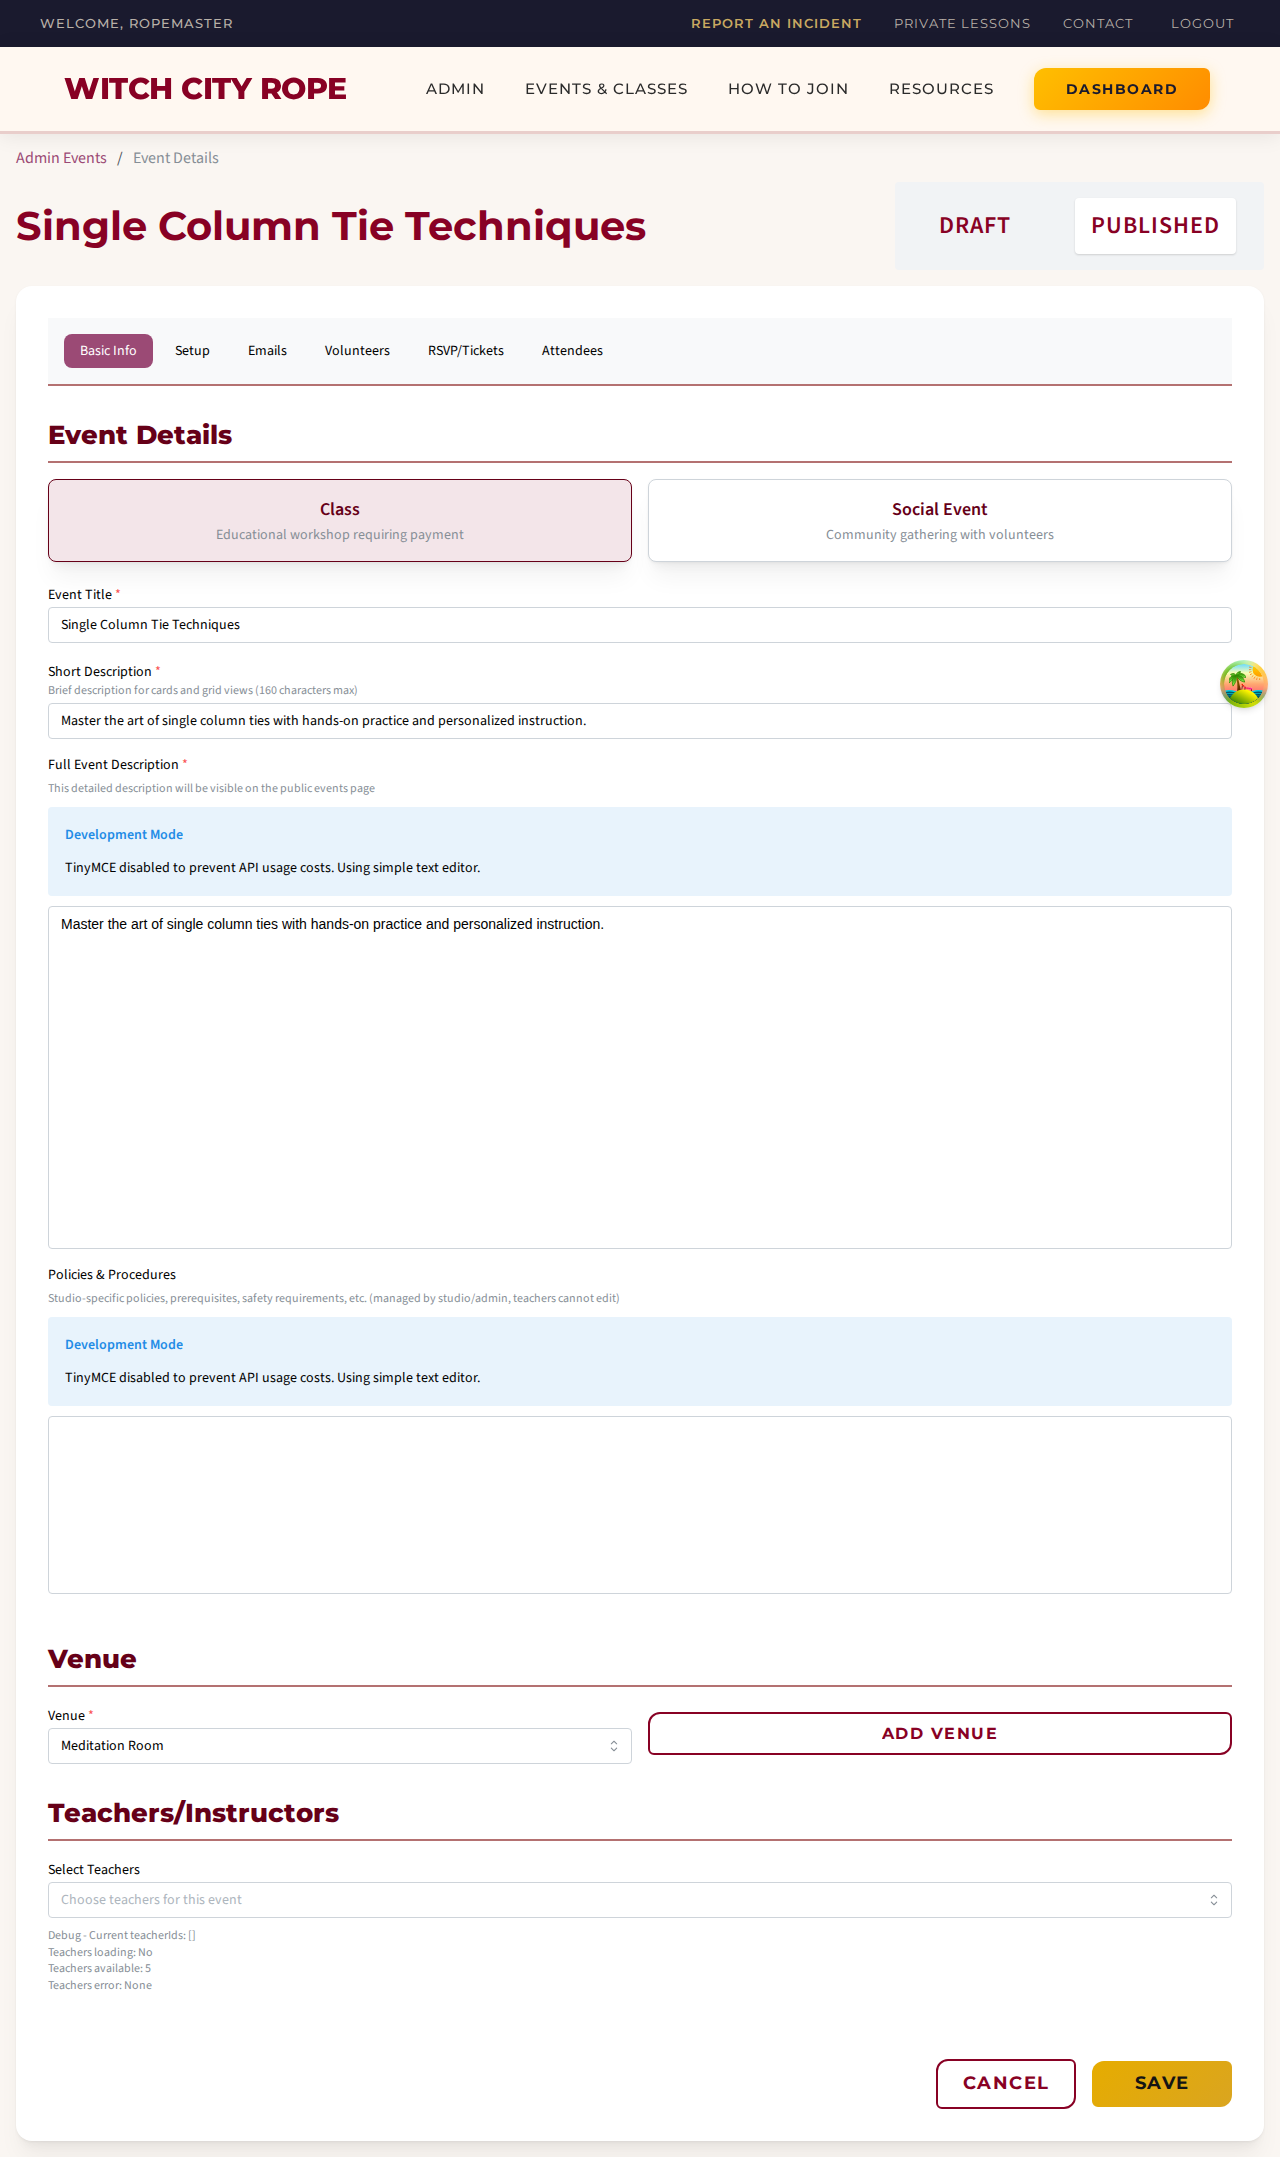 WELCOME, ROPEMASTER
REPORT AN INCIDENT PRIVATE LESSONS CONTACT LOGOUT
WITCH CITY ROPE
ADMIN EVENTS & CLASSES HOW TO JOIN RESOURCES DASHBOARD
Admin Events / Event Details
Single Column Tie Techniques
DRAFT PUBLISHED
Basic Info Setup Emails Volunteers RSVP/Tickets Attendees
Event Details
Class
Educational workshop requiring payment
Social Event
Community gathering with volunteers
Event Title *
Single Column Tie Techniques
Short Description *
Brief description for cards and grid views (160 characters max)
Master the art of single column ties with hands-on practice and personalized instruction.
Full Event Description *
This detailed description will be visible on the public events page
Development Mode
TinyMCE disabled to prevent API usage costs. Using simple text editor.
Master the art of single column ties with hands-on practice and personalized instruction.
Policies & Procedures
Studio-specific policies, prerequisites, safety requirements, etc. (managed by studio/admin, teachers cannot edit)
Development Mode
TinyMCE disabled to prevent API usage costs. Using simple text editor.
Venue
Venue *
Meditation Room
ADD VENUE
Teachers/Instructors
Select Teachers
Choose teachers for this event
Debug - Current teacherIds: []
Teachers loading: No
Teachers available: 5
Teachers error: None
CANCEL SAVE